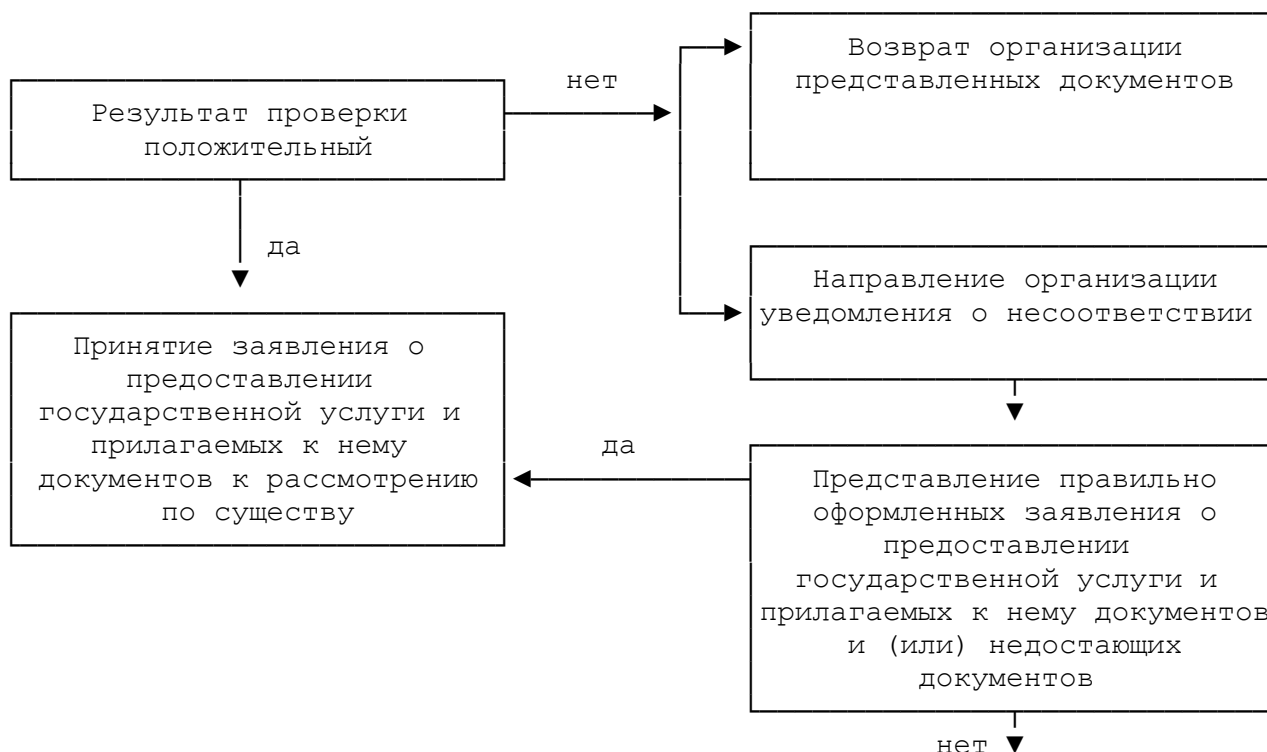 Возврат организации
представленных документов
нет
Результат проверки
положительный
да
Направление организации
уведомления о несоответствии
Принятие заявления о
предоставлении
государственной услуги и
прилагаемых к нему
документов к рассмотрению
по существу
да
Представление правильно
оформленных заявления о
предоставлении
государственной услуги и
прилагаемых к нему документов
и (или) недостающих
документов
нет